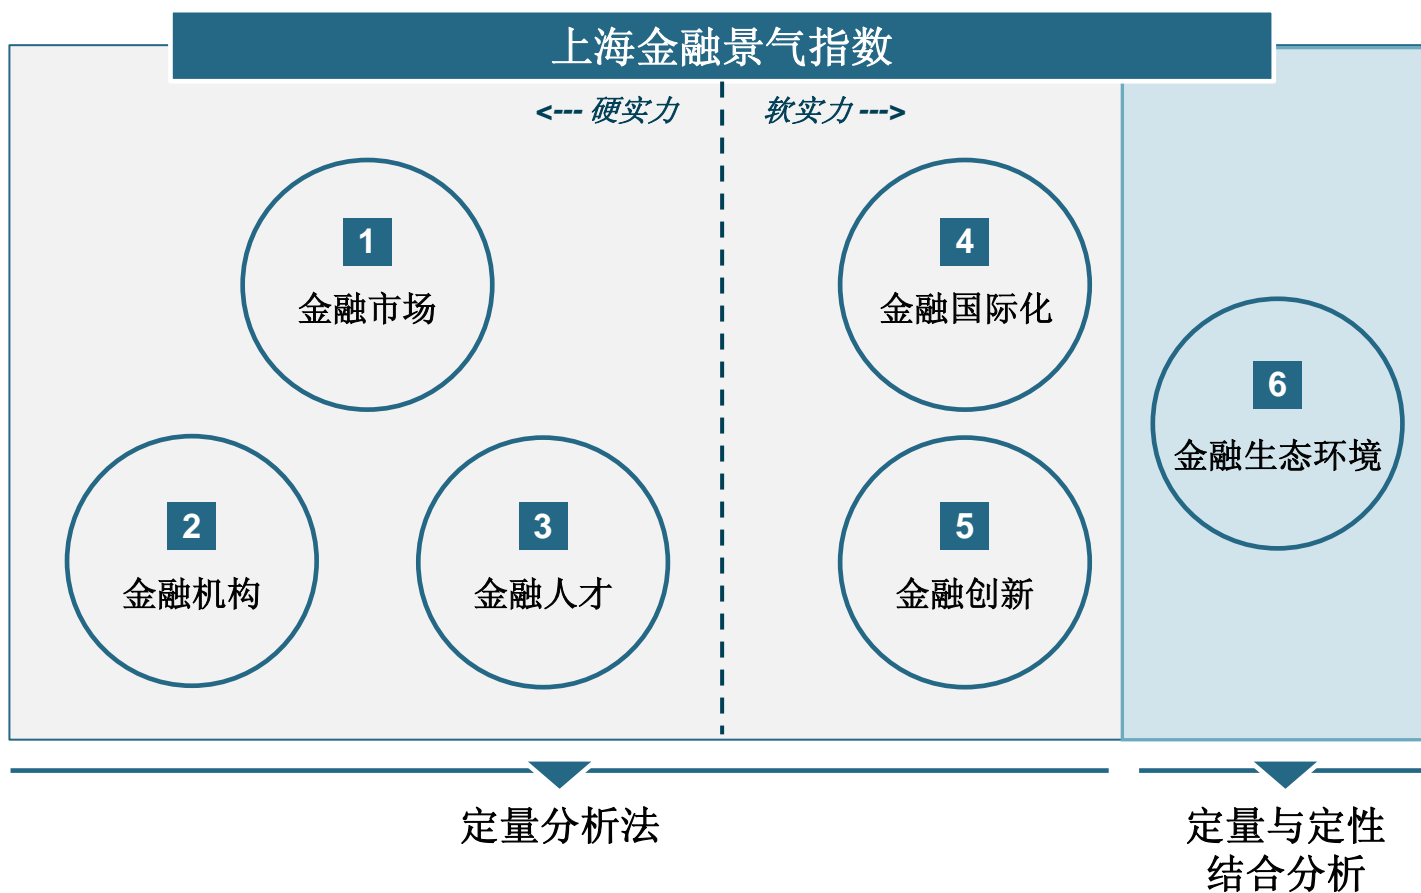 上海金融景气指数
<--- 硬实力
软实力 --->
1
金融市场
2
金融机构
3
金融人才
4
金融国际化
5
金融创新
6
金融生态环境
定量分析法
定量与定性
结合分析